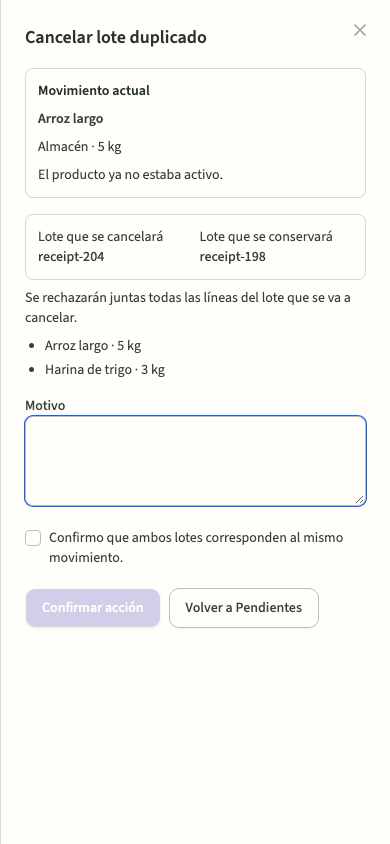 Cancelar lote duplicado
Movimiento actual
Arroz largo
Almacén · 5 kg
El producto ya no estaba activo.
Lote que se cancelará
receipt-204
Lote que se conservará
receipt-198
Se rechazarán juntas todas las líneas del lote que se va a
cancelar.
• Arroz largo · 5 kg
• Harina de trigo · 3 kg
Motivo
Confirmo que ambos lotes corresponden al mismo
movimiento.
Confirmar acción
Volver a Pendientes